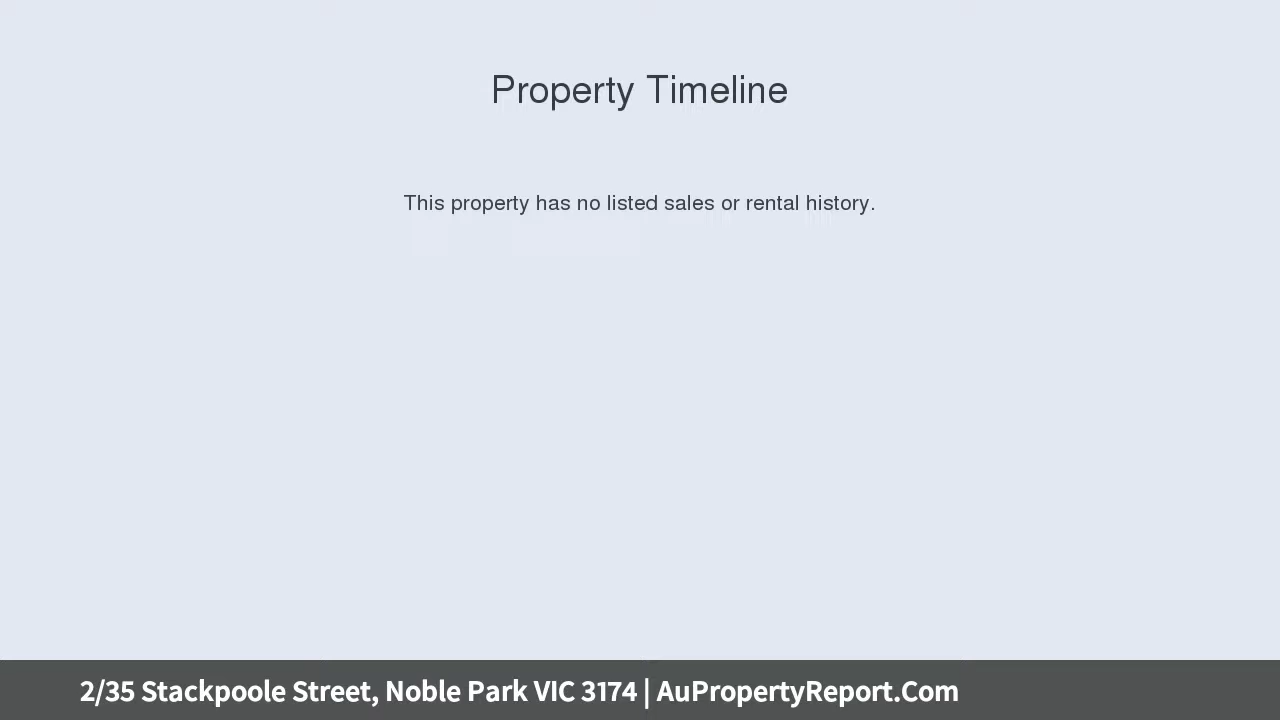 Property Timeline
This property has no listed sales or rental history.
2/35 Stackpoole Street, Noble Park VIC 3174 | AuPropertyReport.Com